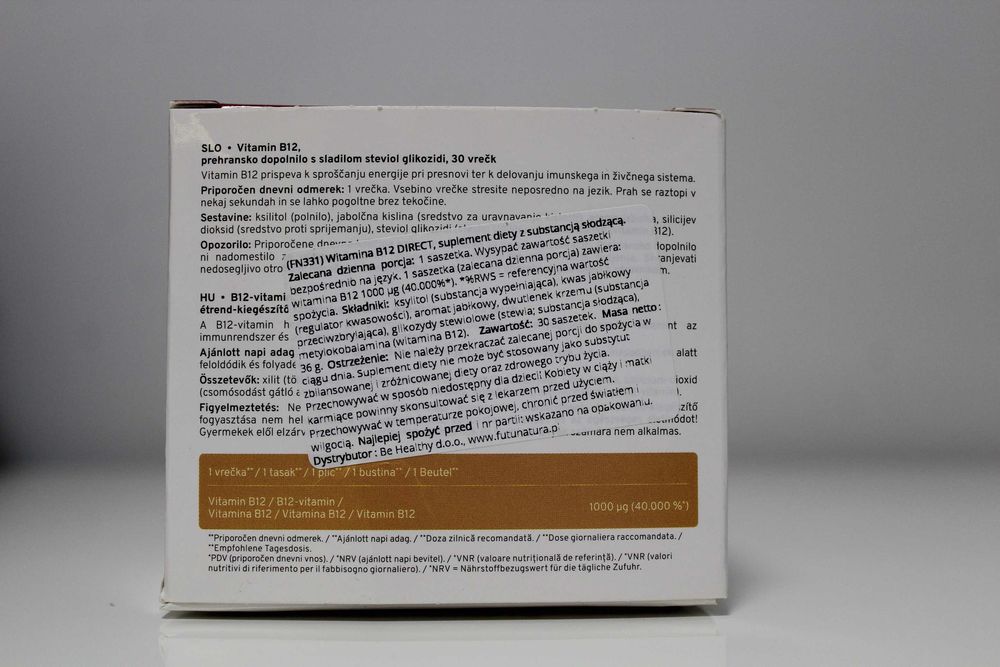 SLO • Vitamin B12,
prehransko dopolnilo s sladilom steviol glikozidi, 30 vrečk
Vitamin B12 prispeva k sproščanju energije pri presnovi ter k delovanju imunskega in živčnega sistema.
Priporočen dnevni odmerek: 1 vrečka. Vsebino vrečke stresite neposredno na jezik. Prah se raztopi v
nekaj sekundah in se lahko pogoltne brez tekočine.
Sestavine: ksilitol (polnilo), jabolčna kislina (sredstvo za uravnavanje silicijev
dioksid (sredstvo proti sprijemanju), steviol glikozidi B12).
Opozorilo: Priporočene dnevne dopolnilo
ni nadomestilo
nedosegljivo otro
HU • B12-vitami
étrend-kiegészítő
A B12-vitamin h az
immunrendszer és
Ajánlott napi adag alatt
feloldódik és folyadé
Összetevők: xilit (tö
(csomósodást gátló
Figyelmeztetés: Ne
fogyasztása nem hel
Gyermekek elől elzárv számára nem alkalmas.
(FN331) Witamina B12 DIRECT, suplement diety z substancją słodzącą.
Zalecana dzienna porcja: 1 saszetka. Wysypać zawartość saszetki
bezpośrednio na język. 1 saszetka (zalecana dzienna porcja) zawiera:
witamina B12 1000 µg (40.000%*). *%RWS = referencyjna wartość
spożycia. Składniki: ksylitol (substancja wypełniająca), kwas jabłkowy
(regulator kwasowości), aromat jabłkowy, dwutlenek krzemu (substancja
przeciwzbrylająca), glikozydy stewiolowe (stewia; substancja słodząca),
metylokobalamina (witamina B12). Zawartość: 30 saszetek. Masa netto:
36 g. Ostrzeżenie: Nie należy przekraczać zalecanej porcji do spożycia w
ciągu dnia. Suplement diety nie może być stosowany jako substytut
zbilansowanej i zróżnicowanej diety oraz zdrowego trybu życia.
Przechowywać w sposób niedostępny dla dzieci! Kobiety w ciąży i matki
karmiące powinny skonsultować się z lekarzem przed użyciem.
Przechowywać w temperaturze pokojowej, chronić przed światłem i
wilgocią. Najlepiej spożyć przed i nr partii: wskazano na opakowaniu.
Dystrybutor: Be Healthy d.o.o., www.futunatura.pl
1 vrečka** / 1 tasak** / 1 plic** / 1 bustina** / 1 Beutel**
Vitamin B12 / B12-vitamin /
Vitamina B12 / Vitamina B12 / Vitamin B12
1000 µg (40.000 %*)
**Priporočen dnevni odmerek. / **Ajánlott napi adag. / **Doza zilnică recomandată. / **Dose giornaliera raccomandata. /
**Empfohlene Tagesdosis.
*PDV (priporočen dnevni vnos). / *NRV (ajánlott napi bevitel). / *VNR (valoare nutrițională de referință). / *VNR (valori
nutritivi di riferimento per il fabbisogno giornaliero). / *NRV = Nährstoffbezugswert für die tägliche Zufuhr.